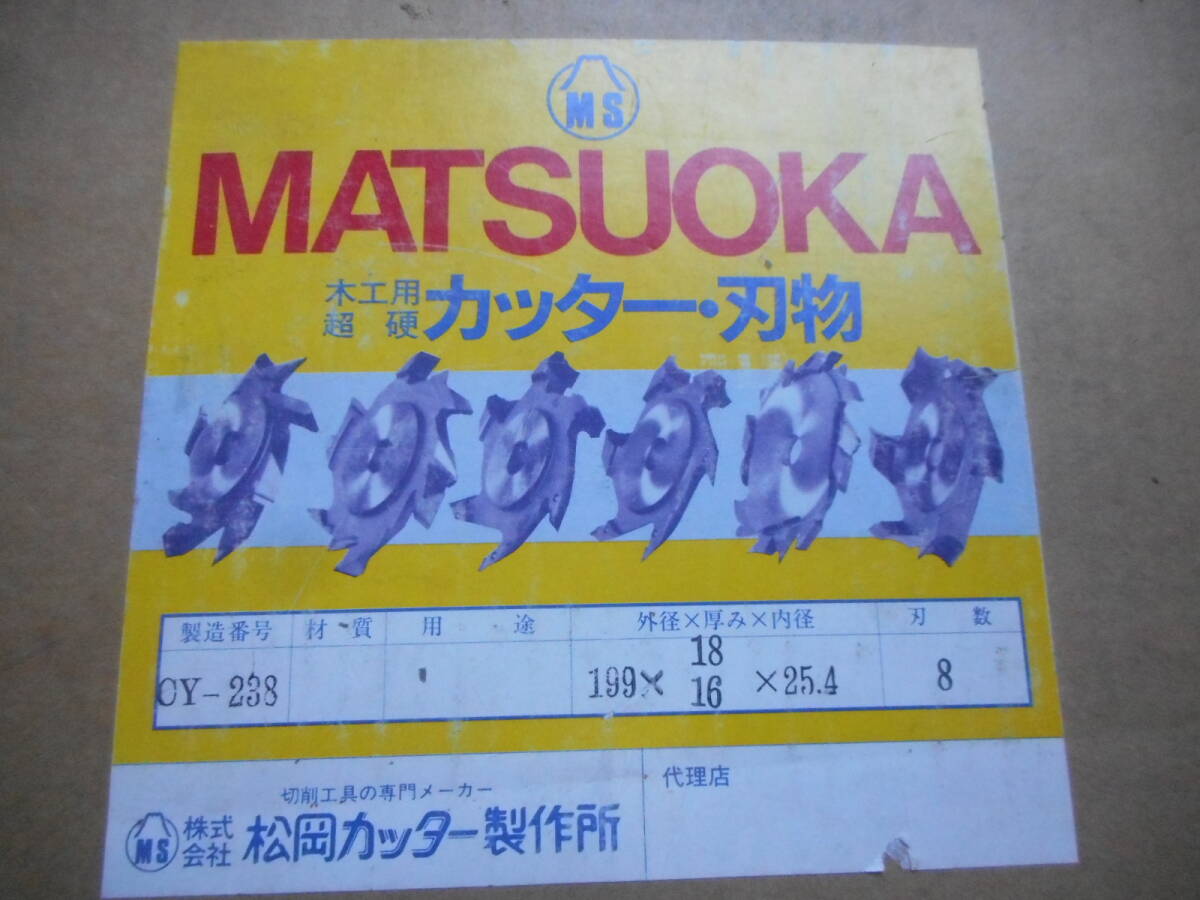 MS
MATSUOKA
木工用
超硬
カッター・刃物
製造番号 材質 用途 外径×厚み×内径 刃数
CY-238 199× 18 16 ×25.4 8
切削工具の専門メーカー
MS 株式会社 松岡カッター製作所
代理店